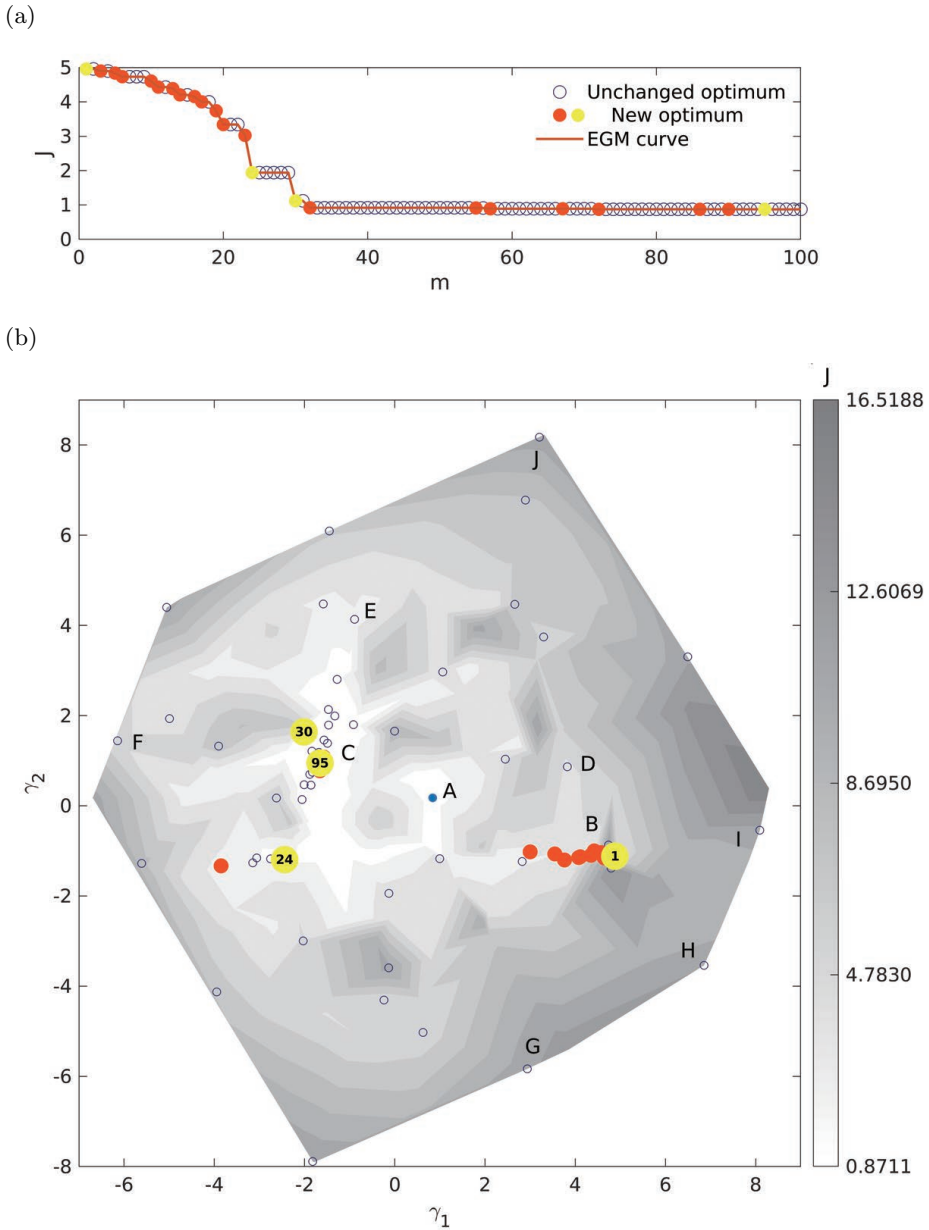 (a)
5
4
3
2
1
0
J
0 20 40 60 80 100
m
Unchanged optimum
New optimum
EGM curve
(b)
J
16.5188
12.6069
8.6950
4.7830
0.8711
8
6
4
2
0
-2
-4
-6
-8
γ2
-6 -4 -2 0 2 4 6 8
γ1
J
E
30
F
C
95
D
A
B
I
1
24
H
G